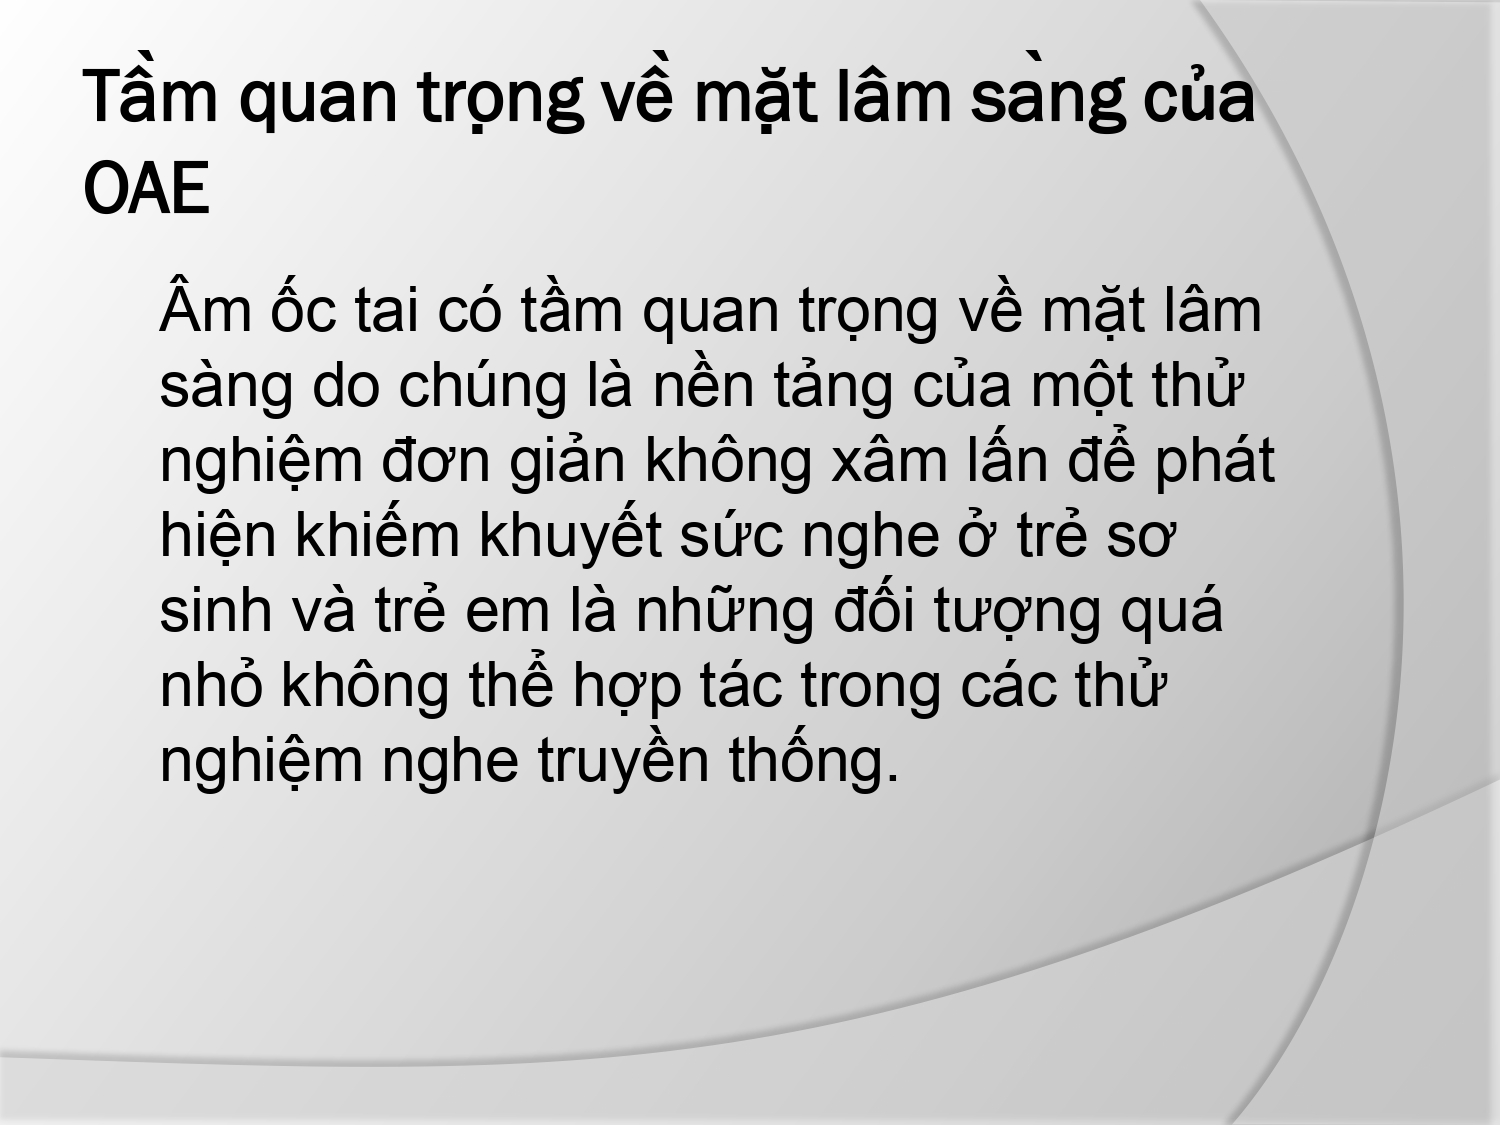 Tầm quan trọng về mặt lâm sàng của
OAE
Âm ốc tai có tầm quan trọng về mặt lâm
sàng do chúng là nền tảng của một thử
nghiệm đơn giản không xâm lấn để phát
hiện khiếm khuyết sức nghe ở trẻ sơ
sinh và trẻ em là những đối tượng quá
nhỏ không thể hợp tác trong các thử
nghiệm nghe truyền thống.